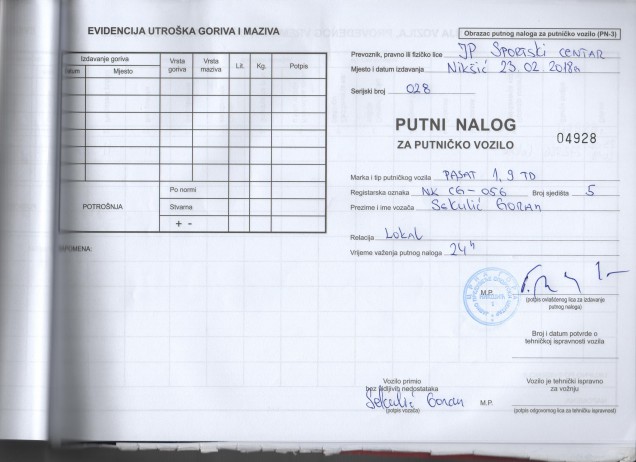 EVIDENCIJA UTROŠKA GORIVA I MAZIVA
Izdavanje goriva
Mjesto
Vrsta goriva
Vrsta maziva
Lit.
Kg.
Potpis
POTROŠNJA
Po normi
Stvarna
+ -
Obrazac putnog naloga za putničko vozilo (PN-3)
Prevoznik, pravno ili fizičko lice JP Sportski centar
Mjesto i datum izdavanja Nikšić 23.02.2018
Serijski broj 028
PUTNI NALOG
ZA PUTNIČKO VOZILO
04928
Marka i tip putničkog vozila PASAT 1,9 TD
Registarska oznaka NK CG-056 Broj sjedišta 5
Prezime i ime vozača Sekulić Goran
Relacija Lokal
Vrijeme važenja putnog naloga 24h
M.P.
(potpis ovlašćenog lica za izdavanje
putnog naloga)
Broj i datum potvrde o
tehničkoj ispravnosti vozila
Vozilo primio
bez vidljivih nedostataka
Sekulić Goran
(potpis vozača)
M.P.
Vozilo je tehnički ispravno
za vožnju
(potpis odgovornog lica za tehničku ispravnost)